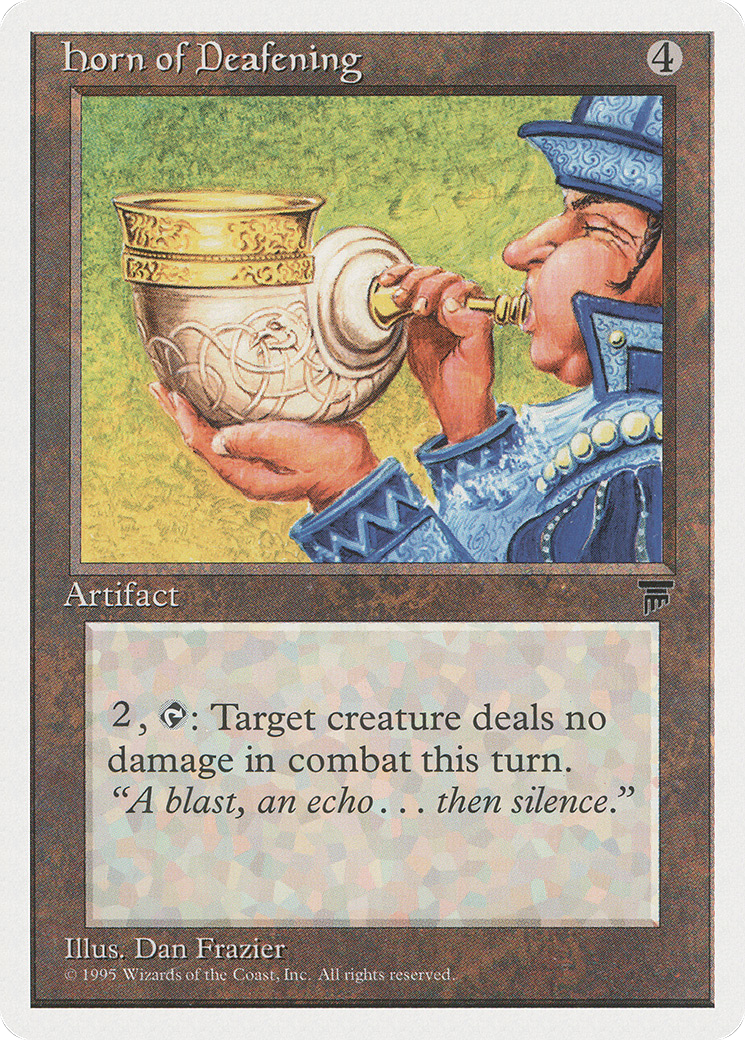 Horn of Deafening
4
Artifact
2, : Target creature deals no
damage in combat this turn.
“A blast, an echo . . . then silence.”
Illus. Dan Frazier
© 1995 Wizards of the Coast, Inc. All rights reserved.